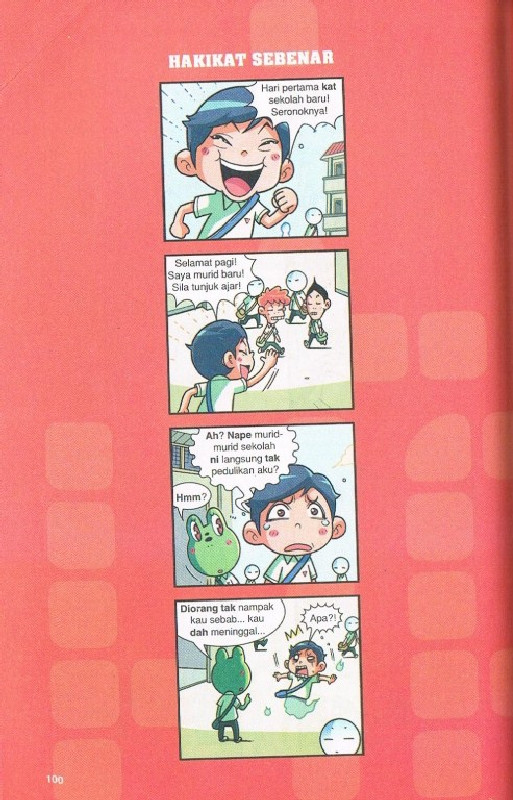 HAKIKAT SEBENAR
Hari pertama kat
sekolah baru!
Seronoknya!
Selamat pagi!
Saya murid baru!
Sila tunjuk ajar!
Ah? Nape murid-
murid sekolah
ni langsung tak
pedulikan aku?
Hmm?
Diorang tak nampak
kau sebab... kau
dah meninggal...
Apa?!
100